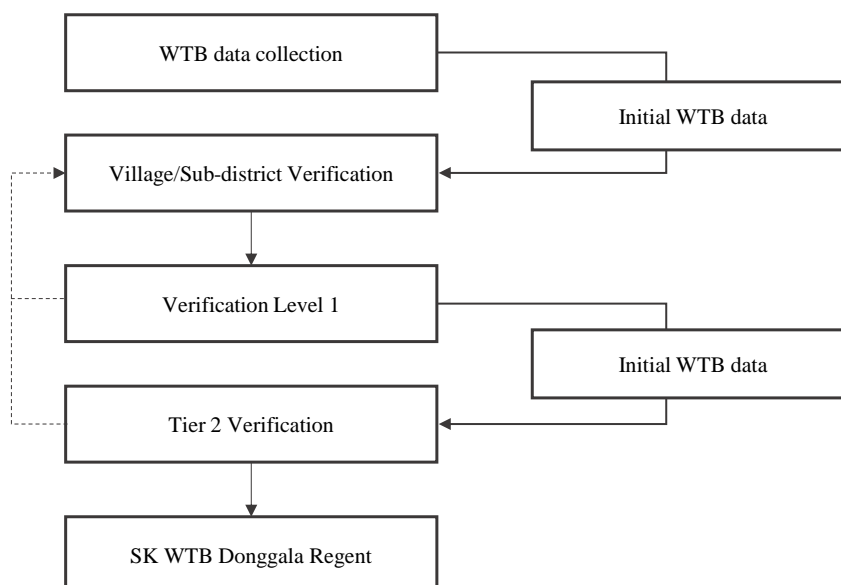 WTB data collection
Initial WTB data
Village/Sub-district Verification
Verification Level 1
Initial WTB data
Tier 2 Verification
SK WTB Donggala Regent